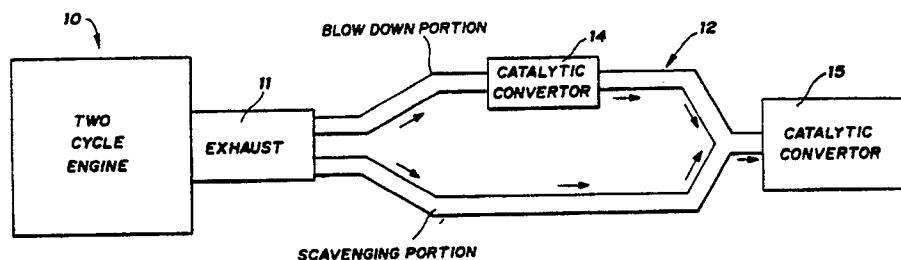 10
BLOW DOWN PORTION
14
12
CATALYTIC
CONVERTOR
11
15
TWO
CYCLE
ENGINE
EXHAUST
CATALYTIC
CONVERTOR
SCAVENGING PORTION